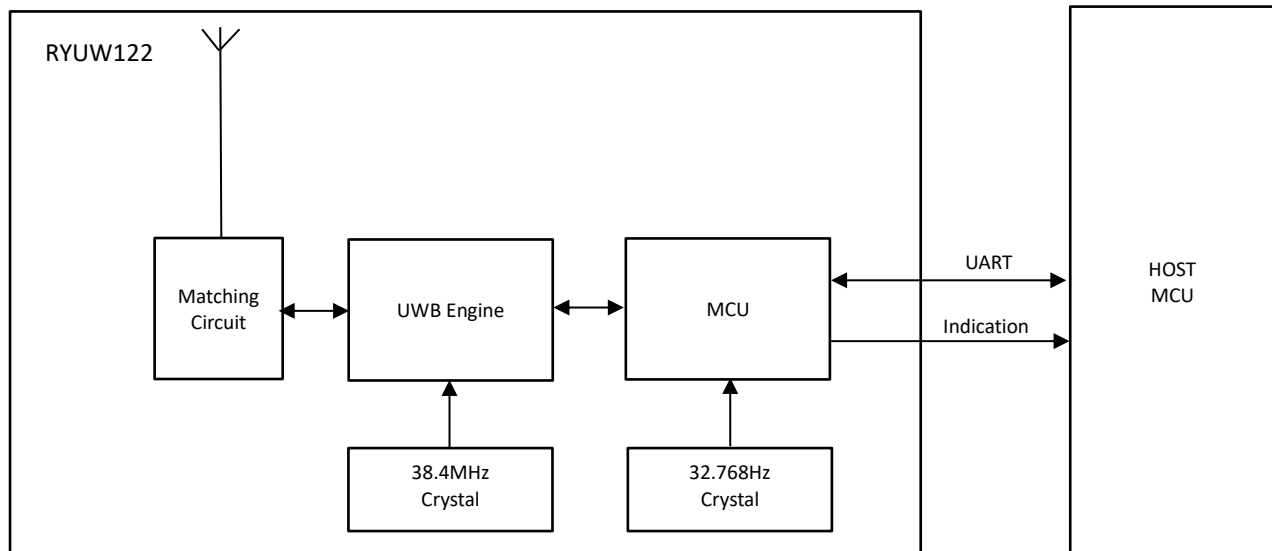 RYUW122
Matching
Circuit
UWB Engine
MCU
UART
Indication
HOST
MCU
38.4MHz
Crystal
32.768Hz
Crystal